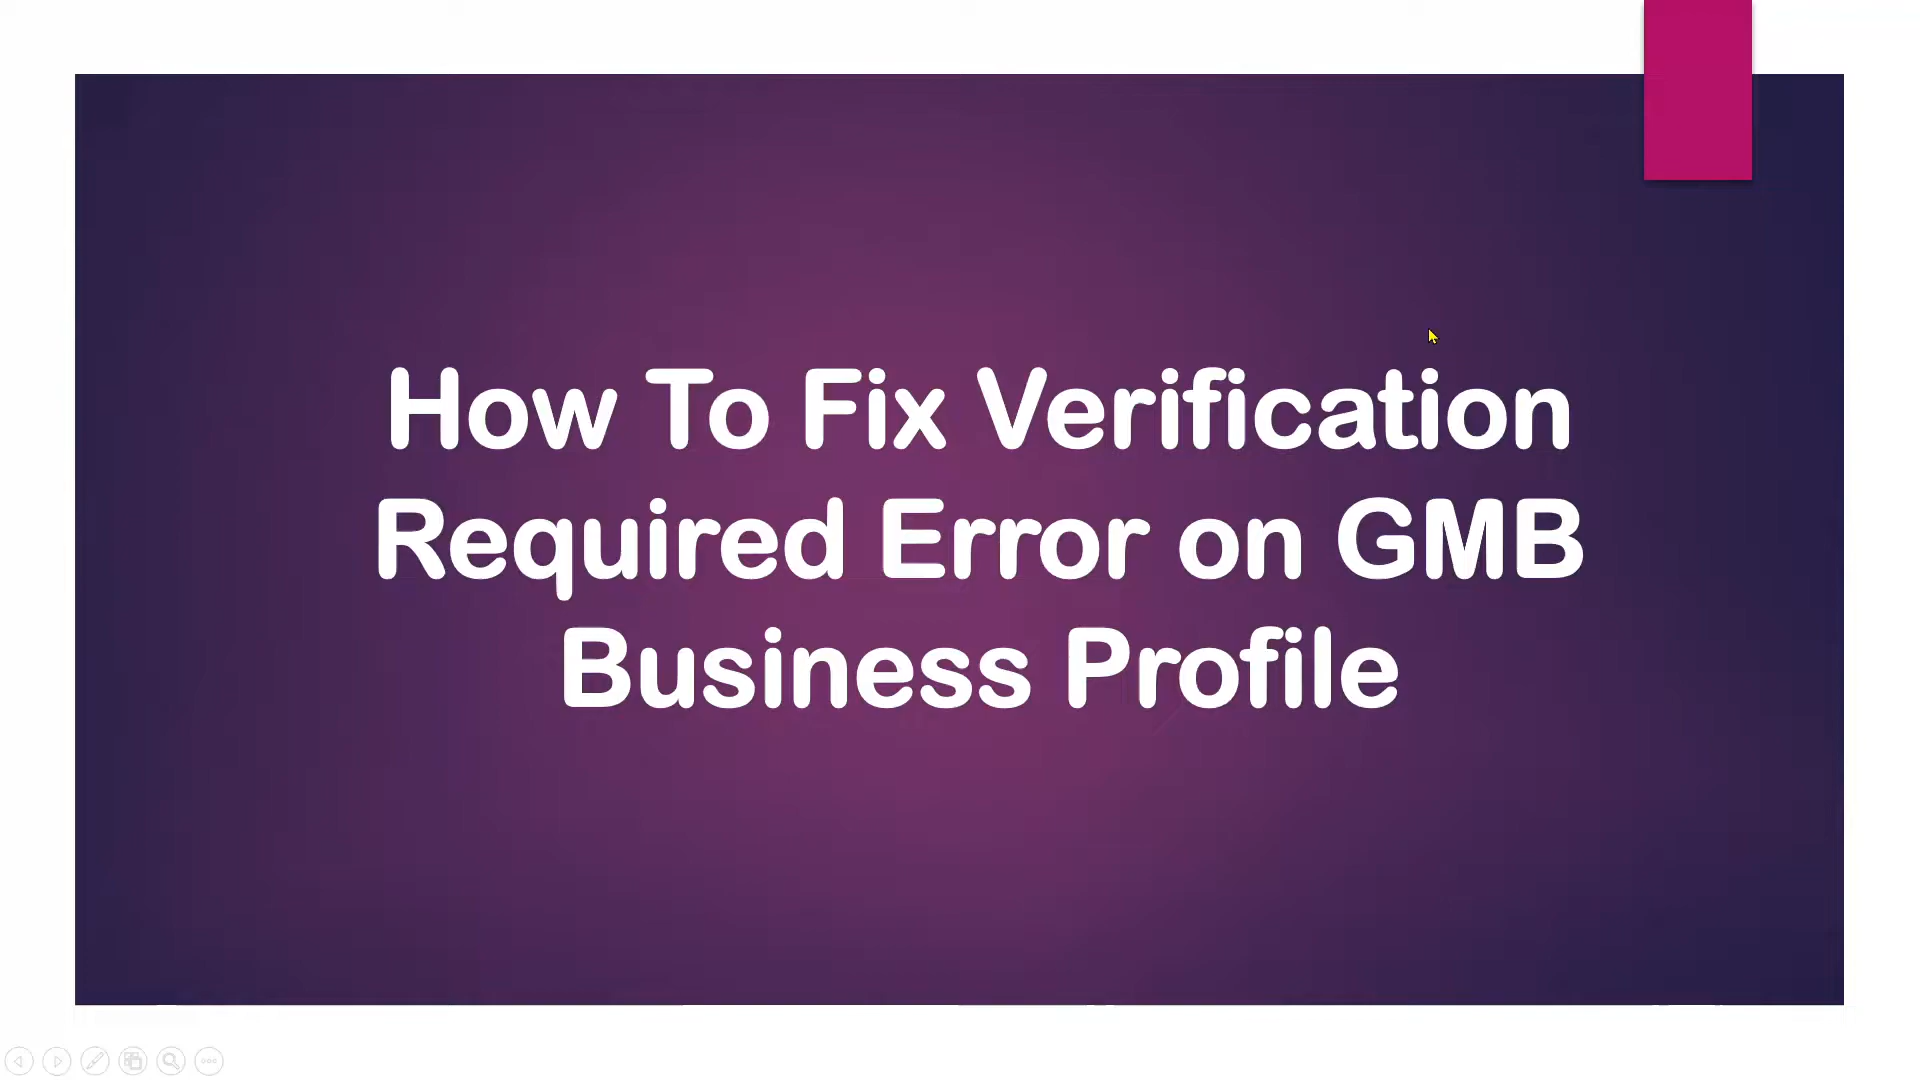 How To Fix Verification
Required Error on GMB
Business Profile